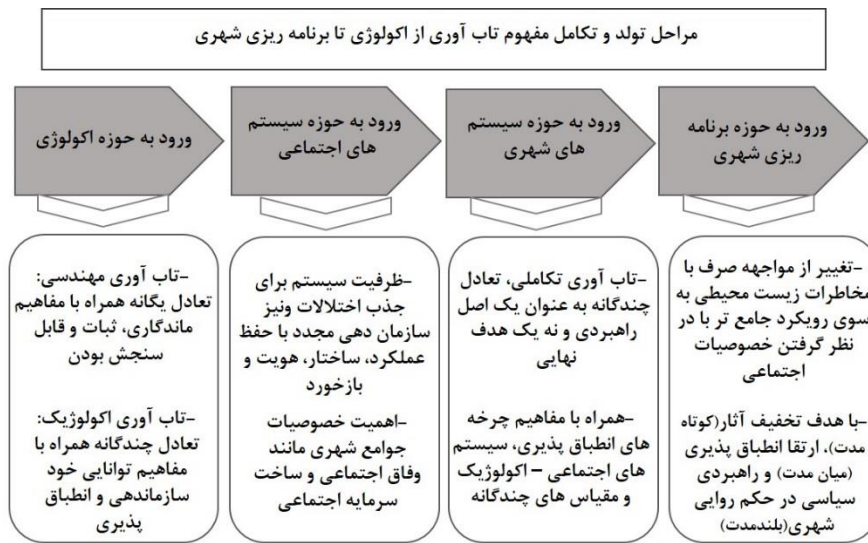 مراحل تولد و تکامل مفهوم تاب آوری از اکولوژی تا برنامه ریزی شهری
ورود به حوزه اکولوژی
ورود به حوزه سیستم
های اجتماعی
ورود به حوزه سیستم
های شهری
ورود به حوزه برنامه
ریزی شهری
-تاب آوری مهندسی:
تعادل یگانه همراه با مفاهیم
ماندگاری، ثبات و قابل
سنجش بودن
-تاب آوری اکولوژیک:
تعادل چندگانه همراه با
مفاهیم توانایی خود
سازماندهی و انطباق
پذیری
-ظرفیت سیستم برای
جذب اختلالات ونیز
سازمان دهی مجدد با حفظ
عملکرد، ساختار، هویت و
بازخورد
-اهمیت خصوصیات
جوامع شهری مانند
وفاق اجتماعی و ساخت
سرمایه اجتماعی
-تاب آوری تکاملی، تعادل
چندگانه به عنوان یک اصل
راهبردی و نه یک هدف
نهایی
-همراه با مفاهیم چرخه
های انطباق پذیری، سیستم
های اجتماعی – اکولوژیک
و مقیاس های چندگانه
-تغییر از مواجهه صرف با
مخاطرات زیست محیطی به
سوی رویکرد جامع تر با در
نظر گرفتن خصوصیات
اجتماعی
-با هدف تخفیف آثار(کوتاه
مدت)، ارتقا انطباق پذیری
(میان مدت) و راهبردی
سیاسی در حکم روایی
شهری(بلندمدت)